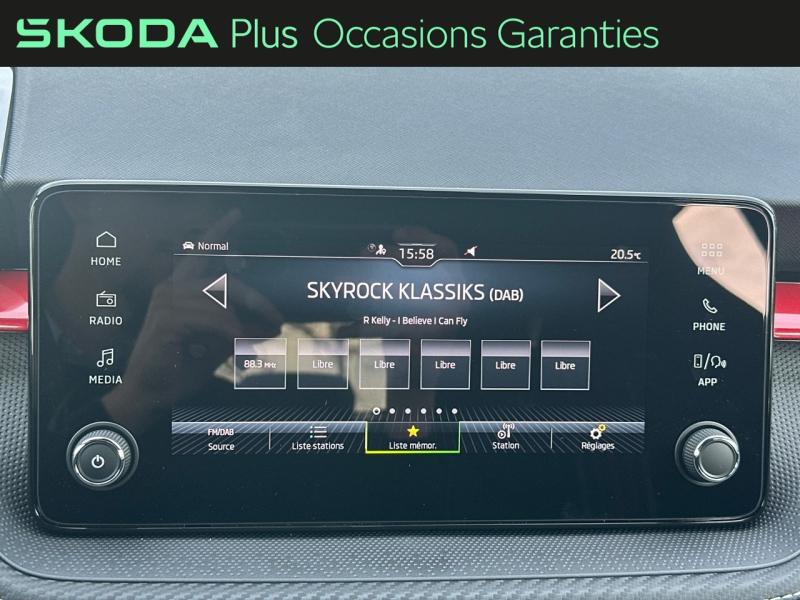 SKODA Plus Occasions Garanties
Normal
15:58
20.5°C
HOME
RADIO
MEDIA
SKYROCK KLASSIKS (DAB)
R Kelly - I Believe I Can Fly
88.3 MHz
Libre
Libre
Libre
Libre
Libre
FM/DAB
Source
Liste stations
Liste mémor.
Station
Réglages
MENU
PHONE
APP